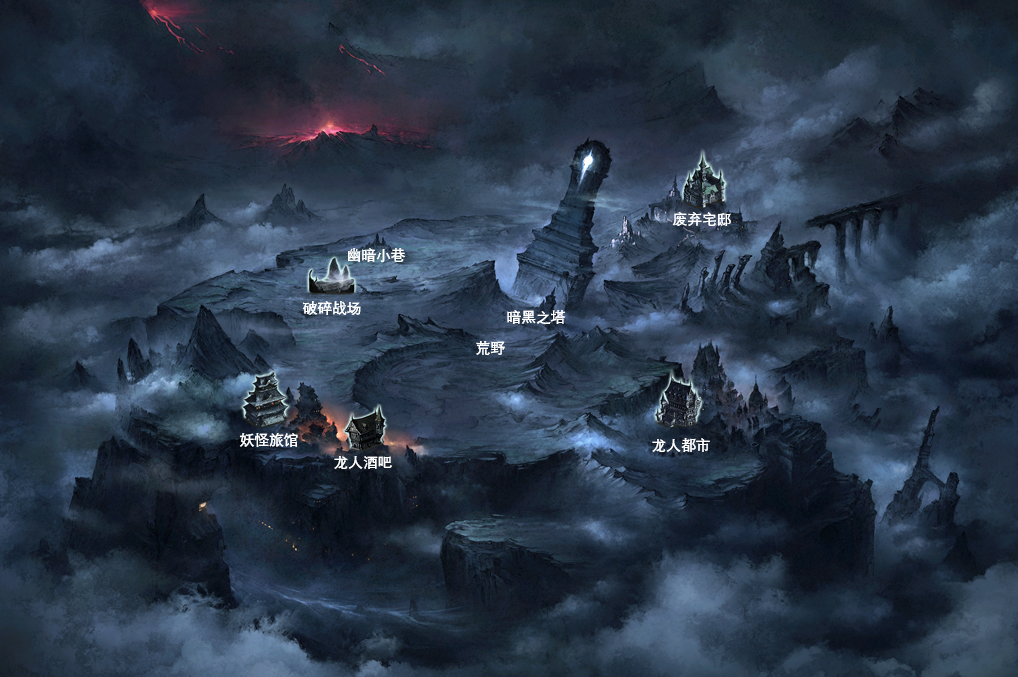 废弃宅邸
幽暗小巷
破碎战场
暗黑之塔
荒野
妖怪旅馆
龙人都市
龙人酒吧